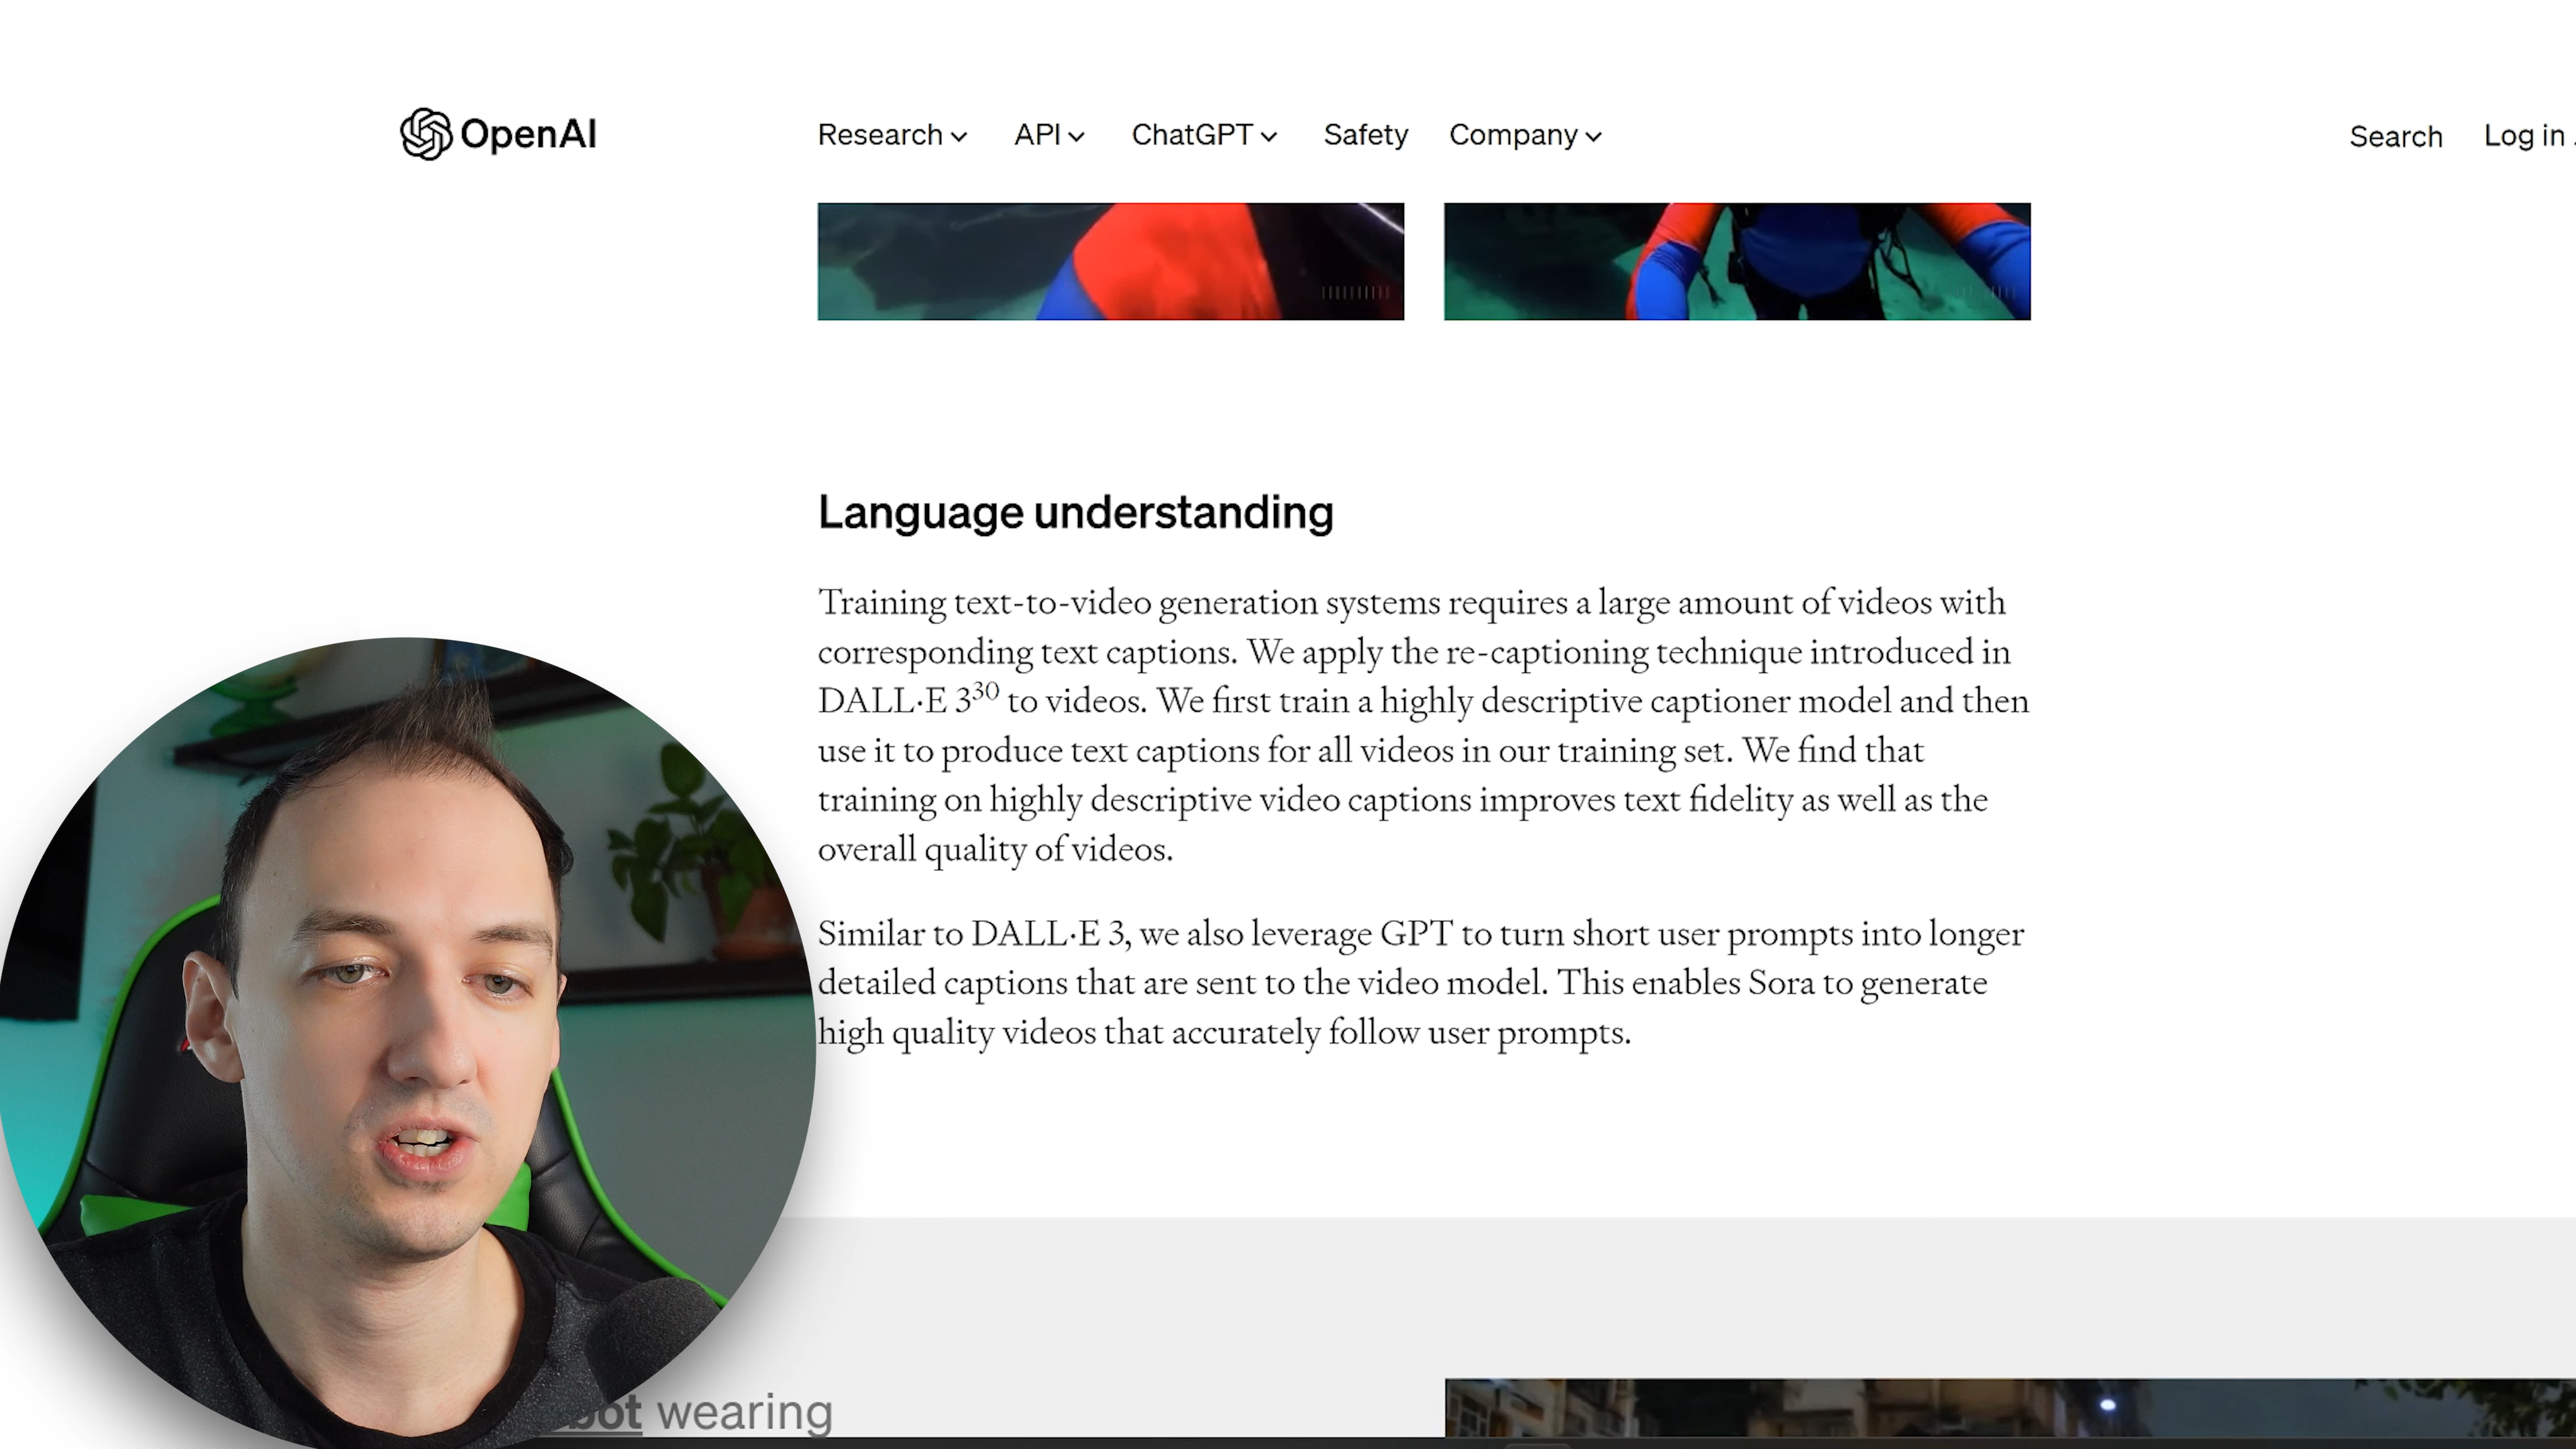 OpenAI
Research
API
ChatGPT
Safety
Company
Search
Log in
Language understanding
Training text-to-video generation systems requires a large amount of videos with
corresponding text captions. We apply the re-captioning technique introduced in
DALL·E 3³⁰ to videos. We first train a highly descriptive captioner model and then
use it to produce text captions for all videos in our training set. We find that
training on highly descriptive video captions improves text fidelity as well as the
overall quality of videos.
Similar to DALL·E 3, we also leverage GPT to turn short user prompts into longer
detailed captions that are sent to the video model. This enables Sora to generate
high quality videos that accurately follow user prompts.
wearing